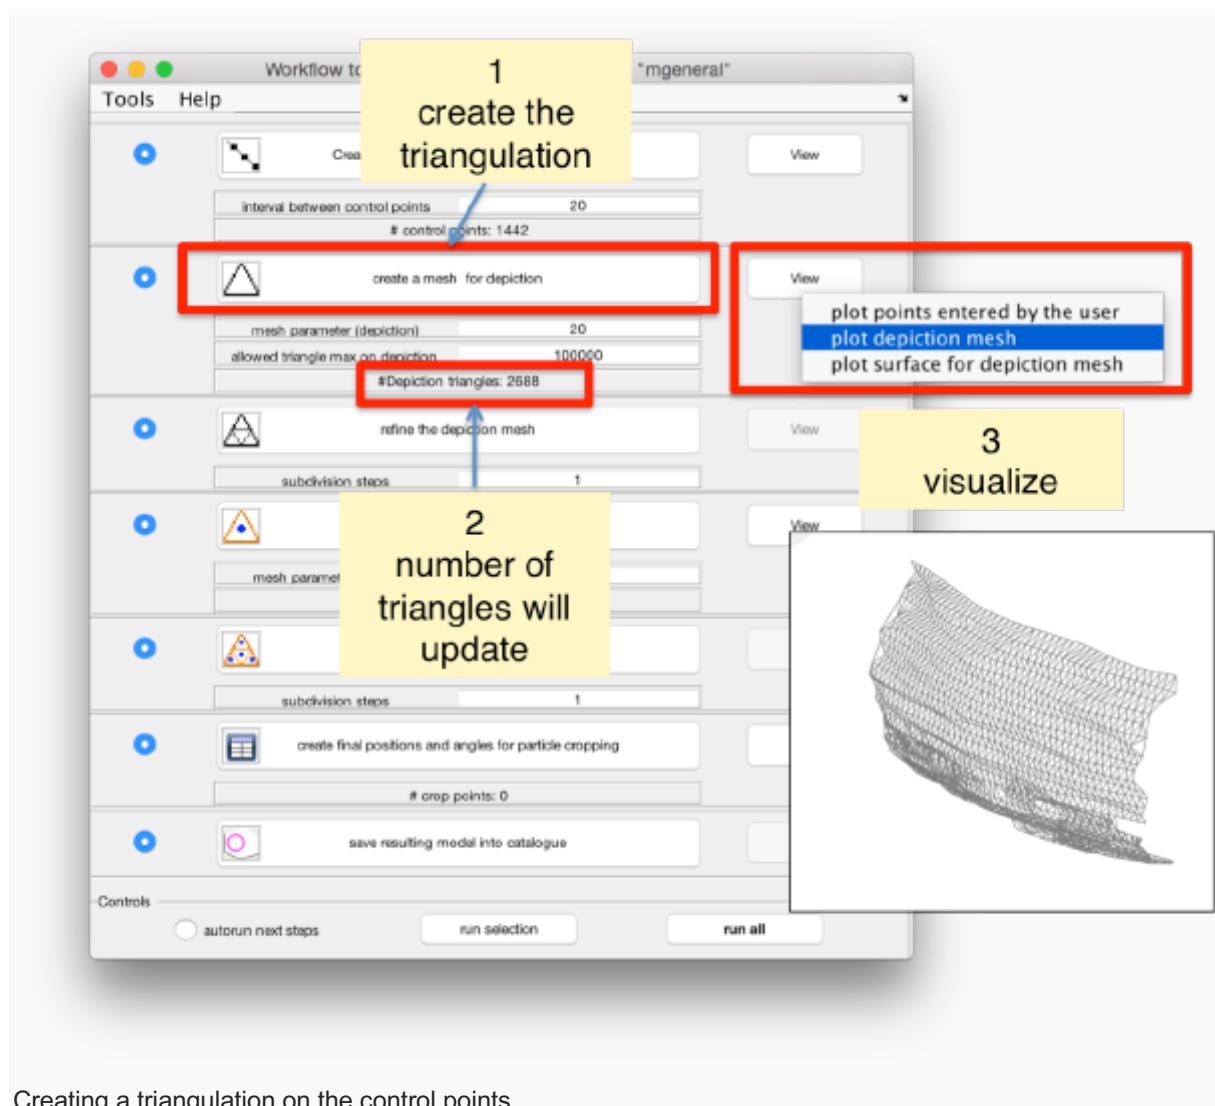 Workflow to
"mgeneral"
1
create the
triangulation
Tools Help
Crea
View
interval between control points 20
# control points: 1442
create a mesh for depiction
View
plot points entered by the user
plot depiction mesh
plot surface for depiction mesh
mesh parameter (depiction) 20
allowed triangle max on depiction 100000
#Depiction triangles: 2688
refine the depiction mesh
View
3
visualize
subdivision steps 1
2
number of
triangles will
update
View
mesh paramet
subdivision steps 1
create final positions and angles for particle cropping
# crop points: 0
save resulting model into catalogue
Controls
autorun next steps
run selection
run all
Creating a triangulation on the control points